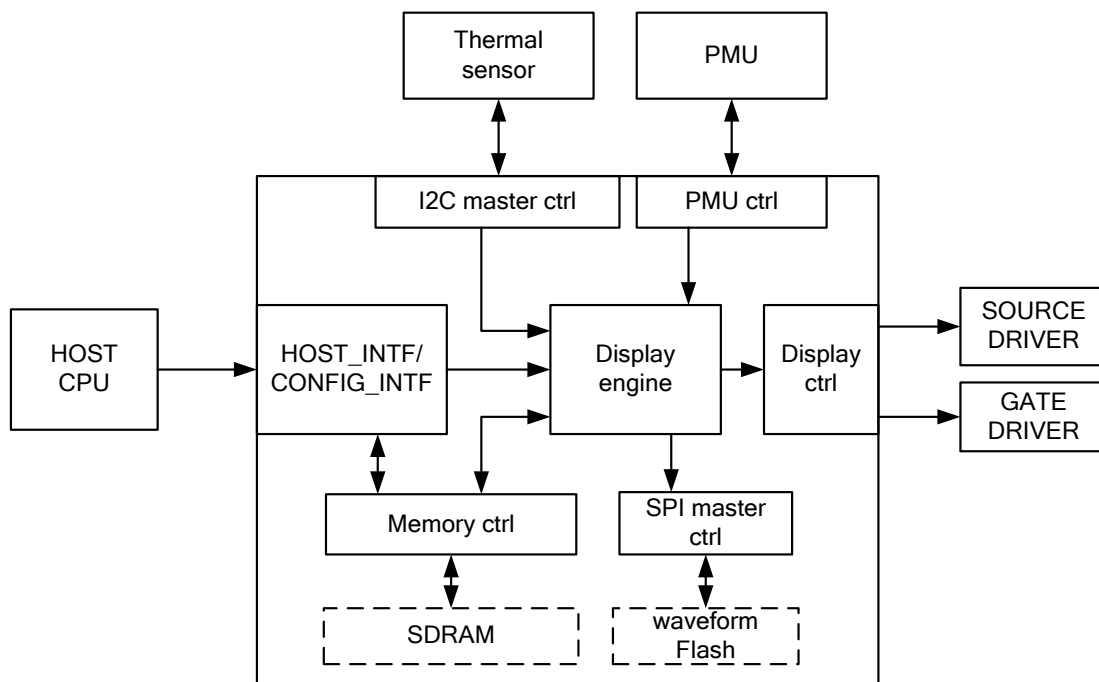 Thermal
sensor
PMU
I2C master ctrl
PMU ctrl
HOST
CPU
HOST_INTF/
CONFIG_INTF
Display
engine
Display
ctrl
SOURCE
DRIVER
GATE
DRIVER
Memory ctrl
SPI master
ctrl
SDRAM
waveform
Flash